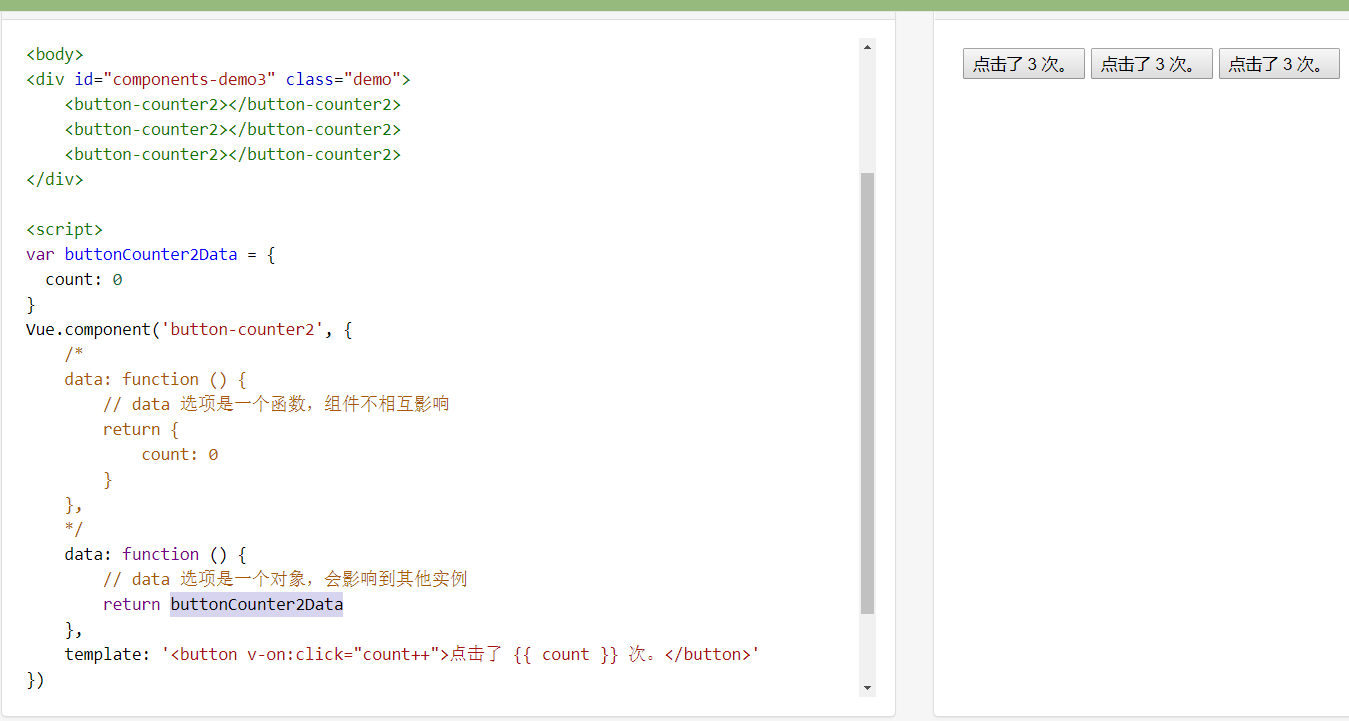 <body>
<div id="components-demo3" class="demo">
    <button-counter2></button-counter2>
    <button-counter2></button-counter2>
    <button-counter2></button-counter2>
</div>

<script>
var buttonCounter2Data = {
  count: 0
}
Vue.component('button-counter2', {
    /*
    data: function () {
        // data 选项是一个函数，组件不相互影响
        return {
            count: 0
        }
    },
    */
    data: function () {
        // data 选项是一个对象，会影响到其他实例
        return buttonCounter2Data
    },
    template: '<button v-on:click="count++">点击了 {{ count }} 次。</button>'
})
点击了 3 次。 点击了 3 次。 点击了 3 次。